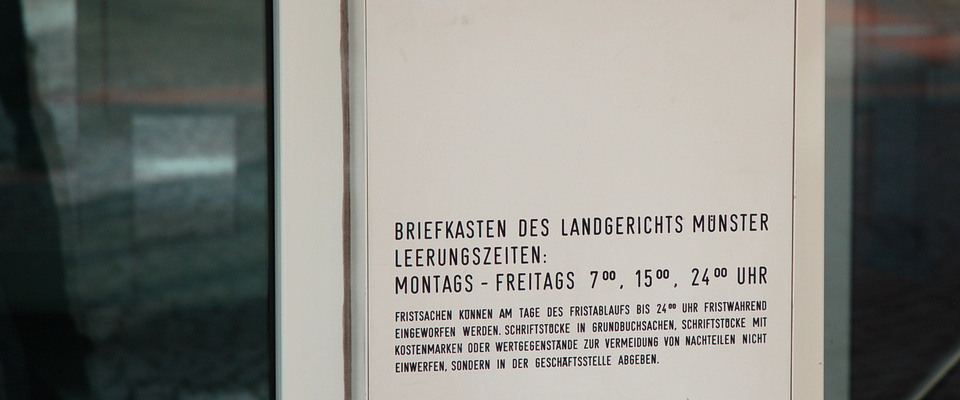 BRIEFKASTEN DES LANDGERICHTS MÜNSTER
LEERUNGSZEITEN:
MONTAGS - FREITAGS 7⁰⁰, 15⁰⁰, 24⁰⁰ UHR
FRISTSACHEN KÖNNEN AM TAGE DES FRISTABLAUFS BIS 24⁰⁰ UHR FRISTWAHREND
EINGEWORFEN WERDEN. SCHRIFTSTÜCKE IN GRUNDBUCHSACHEN, SCHRIFTSTÜCKE MIT
KOSTENMARKEN ODER WERTGEGENSTÄNDE ZUR VERMEIDUNG VON NACHTEILEN NICHT
EINWERFEN, SONDERN IN DER GESCHÄFTSSTELLE ABGEBEN.